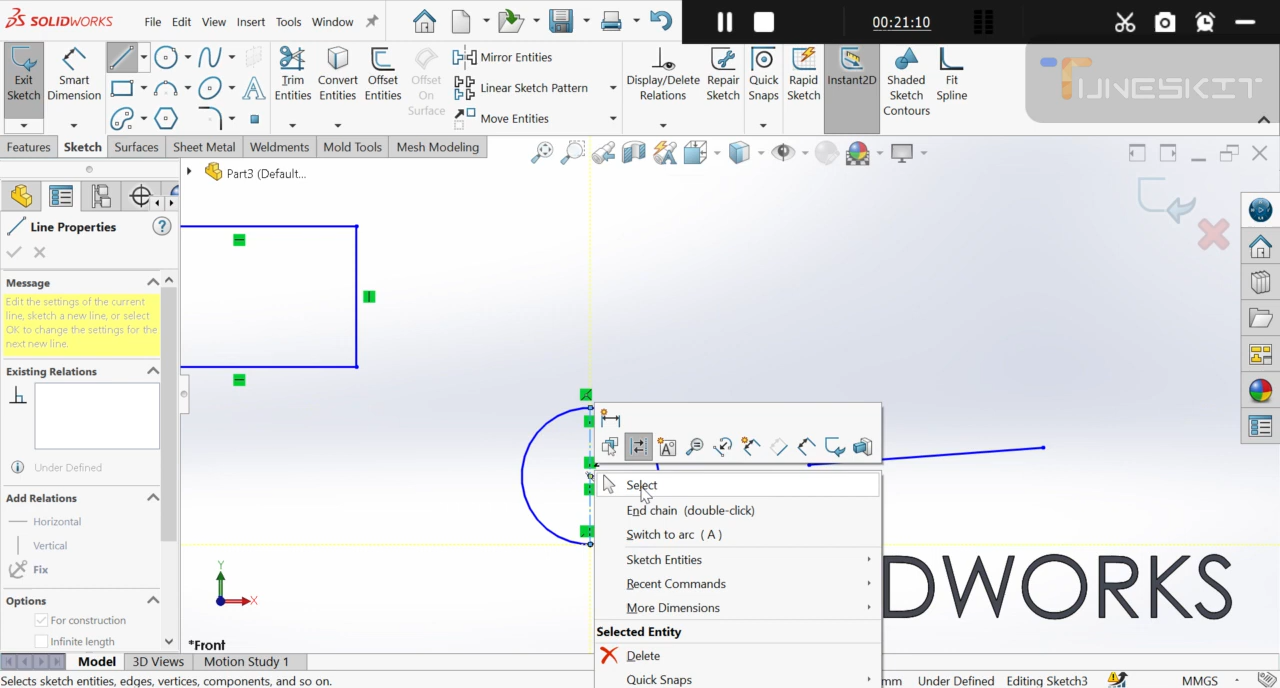 SOLIDWORKS
File Edit View Insert Tools Window
00:21:10
TUNESKIT
Exit Sketch
Smart Dimension
Trim Entities
Convert Entities
Offset Entities
Offset On Surface
Mirror Entities
Linear Sketch Pattern
Move Entities
Display/Delete Relations
Repair Sketch
Quick Snaps
Rapid Sketch
Instant2D
Shaded Sketch Contours
Fit Spline
Features Sketch Surfaces Sheet Metal Weldments Mold Tools Mesh Modeling
Part3 (Default...
Line Properties
Message
Edit the settings of the current
line, sketch a new line, or select
OK to change the settings for the
next new line.
Existing Relations
Under Defined
Add Relations
Horizontal
Vertical
Fix
Options
For construction
Infinite length
Select
End chain (double-click)
Switch to arc (A)
Sketch Entities
Recent Commands
More Dimensions
Selected Entity
Delete
Quick Snaps
DWORKS
Y
X
*Front
Model 3D Views Motion Study 1
Selects sketch entities, edges, vertices, components, and so on.
mm Under Defined Editing Sketch3 MMGS